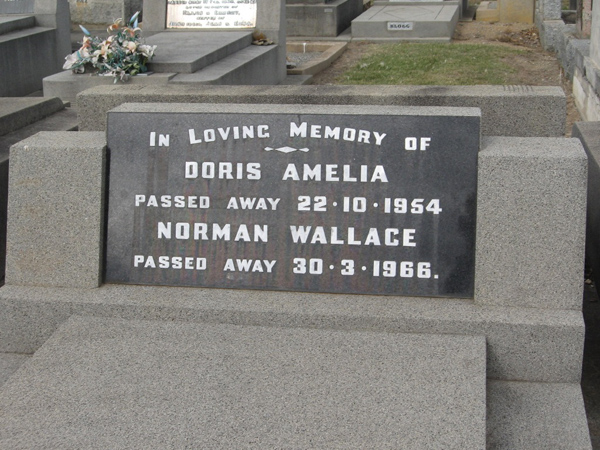 In Loving Memory of
DORIS AMELIA
PASSED AWAY 22·10·1954
NORMAN WALLACE
PASSED AWAY 30·3·1966.